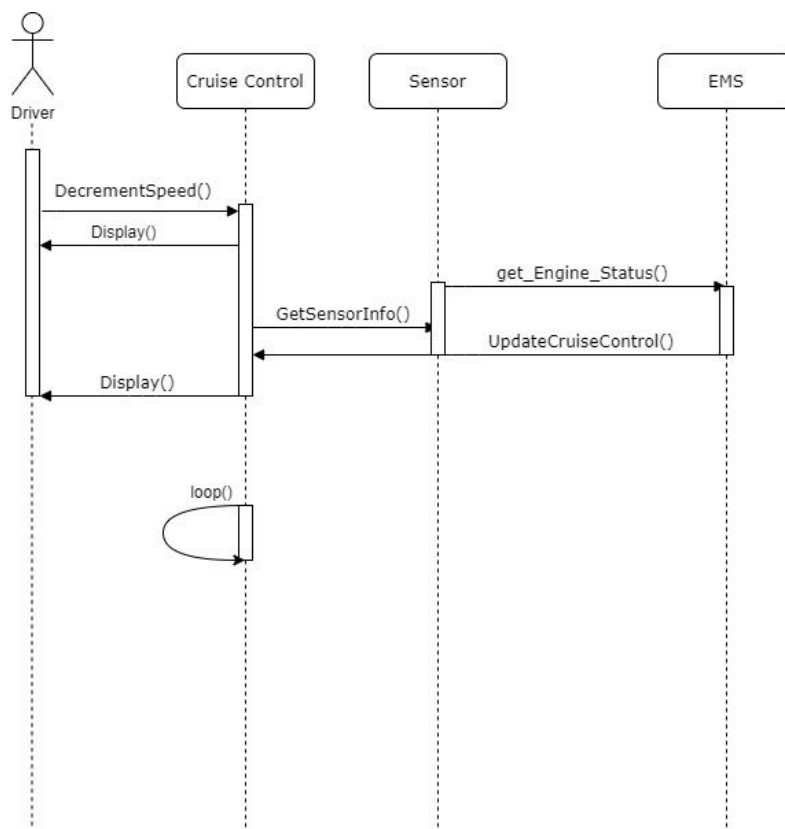 Driver
Cruise Control
Sensor
EMS
DecrementSpeed()
Display()
get_Engine_Status()
GetSensorInfo()
UpdateCruiseControl()
Display()
loop()